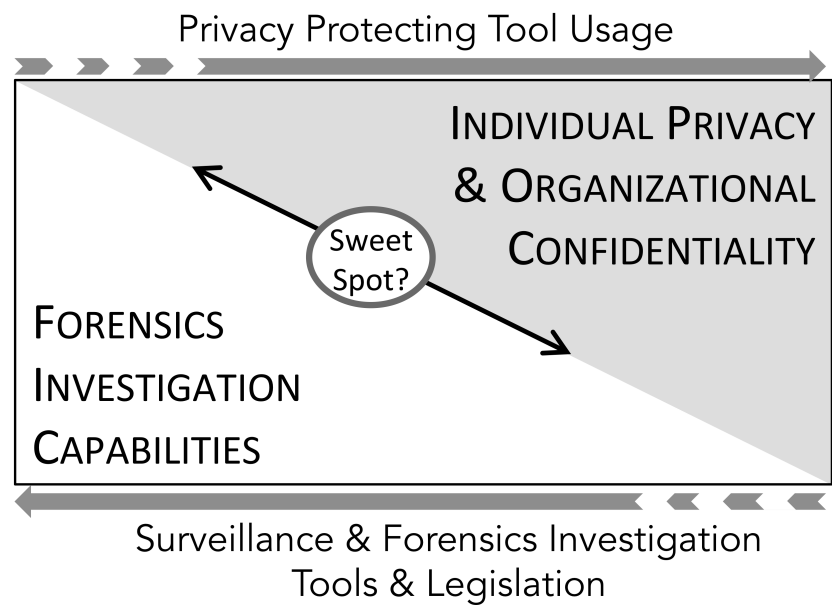 Privacy Protecting Tool Usage
INDIVIDUAL PRIVACY
& ORGANIZATIONAL
CONFIDENTIALITY
Sweet
Spot?
FORENSICS
INVESTIGATION
CAPABILITIES
Surveillance & Forensics Investigation
Tools & Legislation